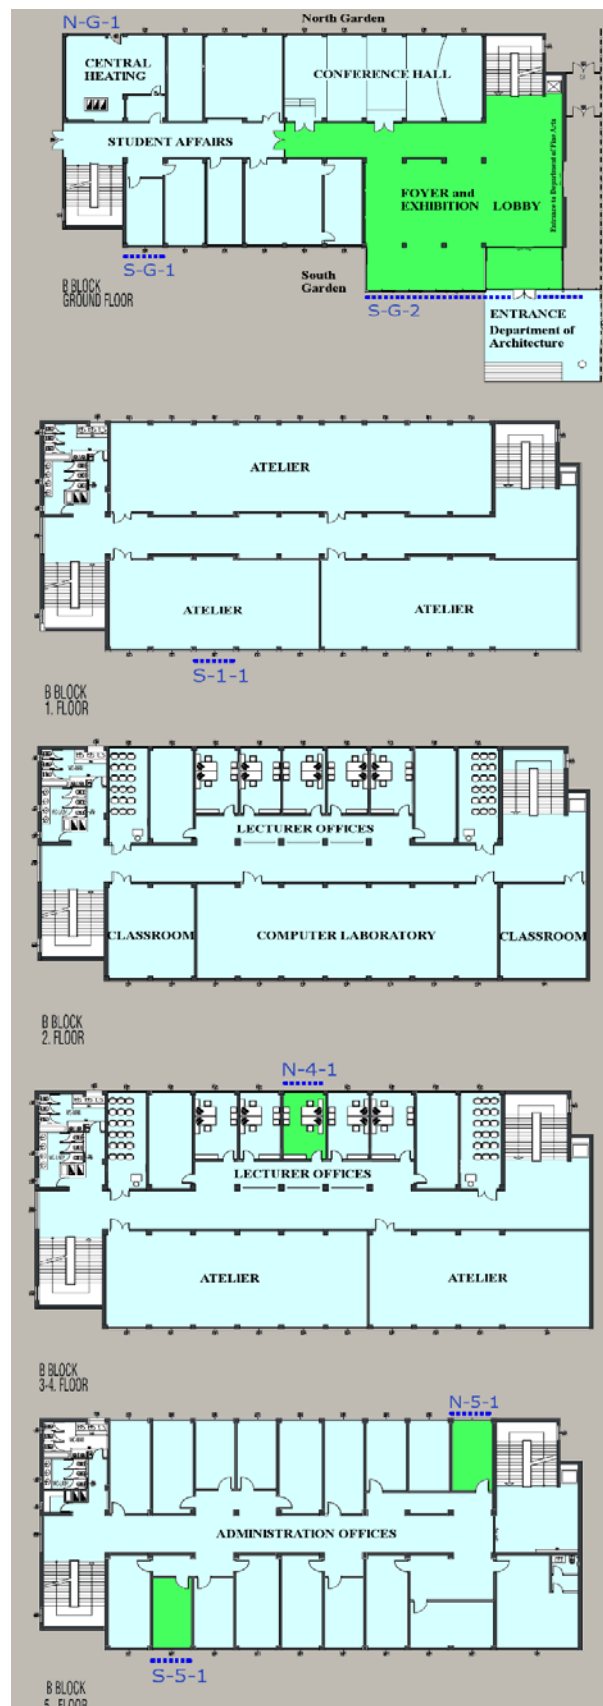 N-G-1
North Garden
CENTRAL
HEATING
CONFERENCE HALL
STUDENT AFFAIRS
FOYER and
EXHIBITION
LOBBY
Entrance to Department of Fine Arts
S-G-1
South
Garden
S-G-2
B BLOCK
GROUND FLOOR
ENTRANCE
Department of
Architecture
ATELIER
ATELIER
ATELIER
S-1-1
B BLOCK
1. FLOOR
LECTURER OFFICES
CLASSROOM
COMPUTER LABORATORY
CLASSROOM
B BLOCK
2. FLOOR
N-4-1
LECTURER OFFICES
ATELIER
ATELIER
B BLOCK
3-4. FLOOR
N-5-1
ADMINISTRATION OFFICES
S-5-1
B BLOCK
5. FLOOR